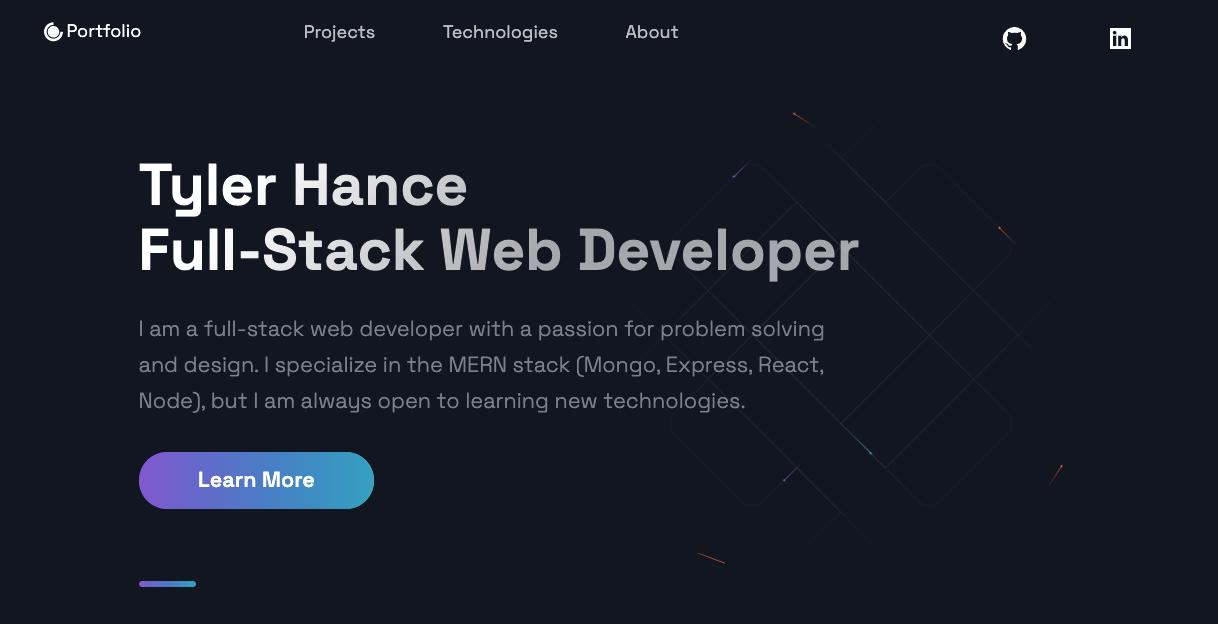 Portfolio
Projects
Technologies
About
Tyler Hance
Full-Stack Web Developer
I am a full-stack web developer with a passion for problem solving
and design. I specialize in the MERN stack (Mongo, Express, React,
Node), but I am always open to learning new technologies.
Learn More